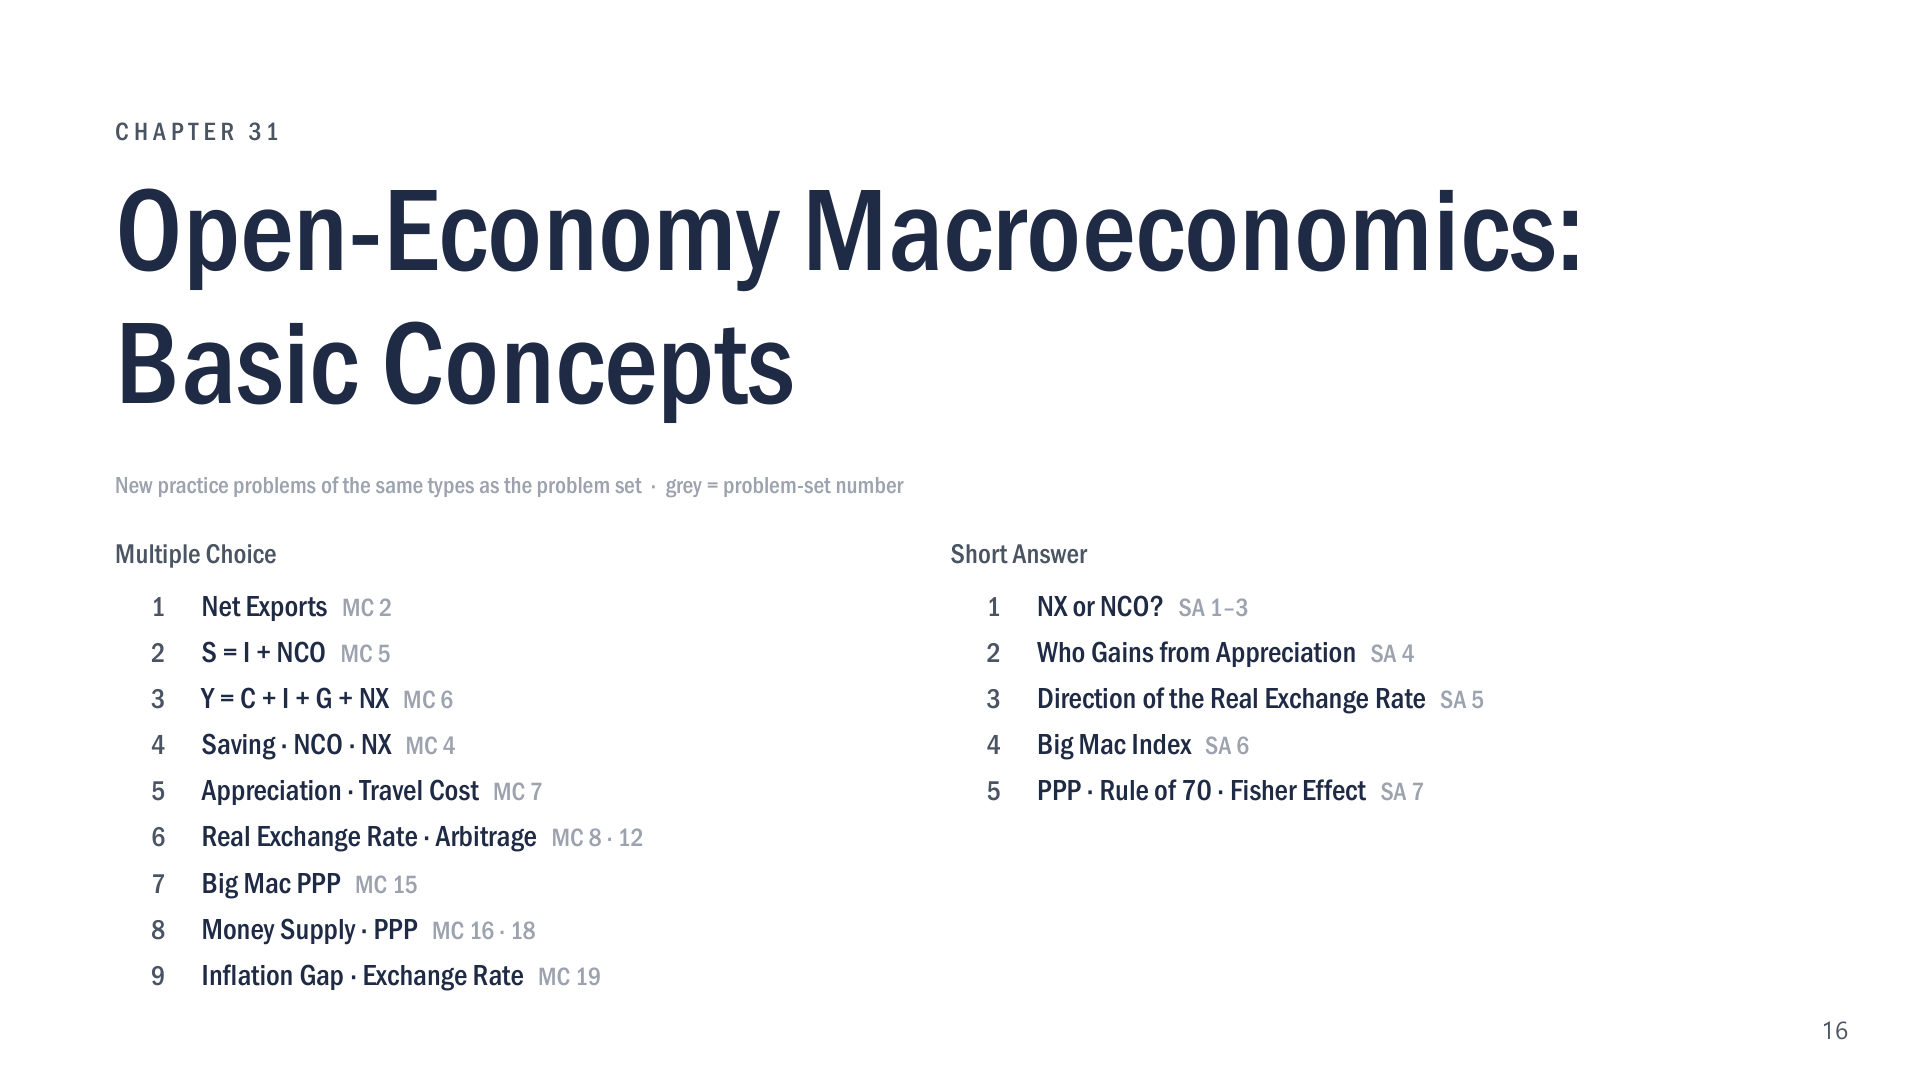 CHAPTER 31
Open-Economy Macroeconomics:
Basic Concepts
New practice problems of the same types as the problem set · grey = problem-set number
Multiple Choice
1 Net Exports MC 2
2 S = I + NCO MC 5
3 Y = C + I + G + NX MC 6
4 Saving · NCO · NX MC 4
5 Appreciation · Travel Cost MC 7
6 Real Exchange Rate · Arbitrage MC 8 · 12
7 Big Mac PPP MC 15
8 Money Supply · PPP MC 16 · 18
9 Inflation Gap · Exchange Rate MC 19
Short Answer
1 NX or NCO? SA 1–3
2 Who Gains from Appreciation SA 4
3 Direction of the Real Exchange Rate SA 5
4 Big Mac Index SA 6
5 PPP · Rule of 70 · Fisher Effect SA 7
16